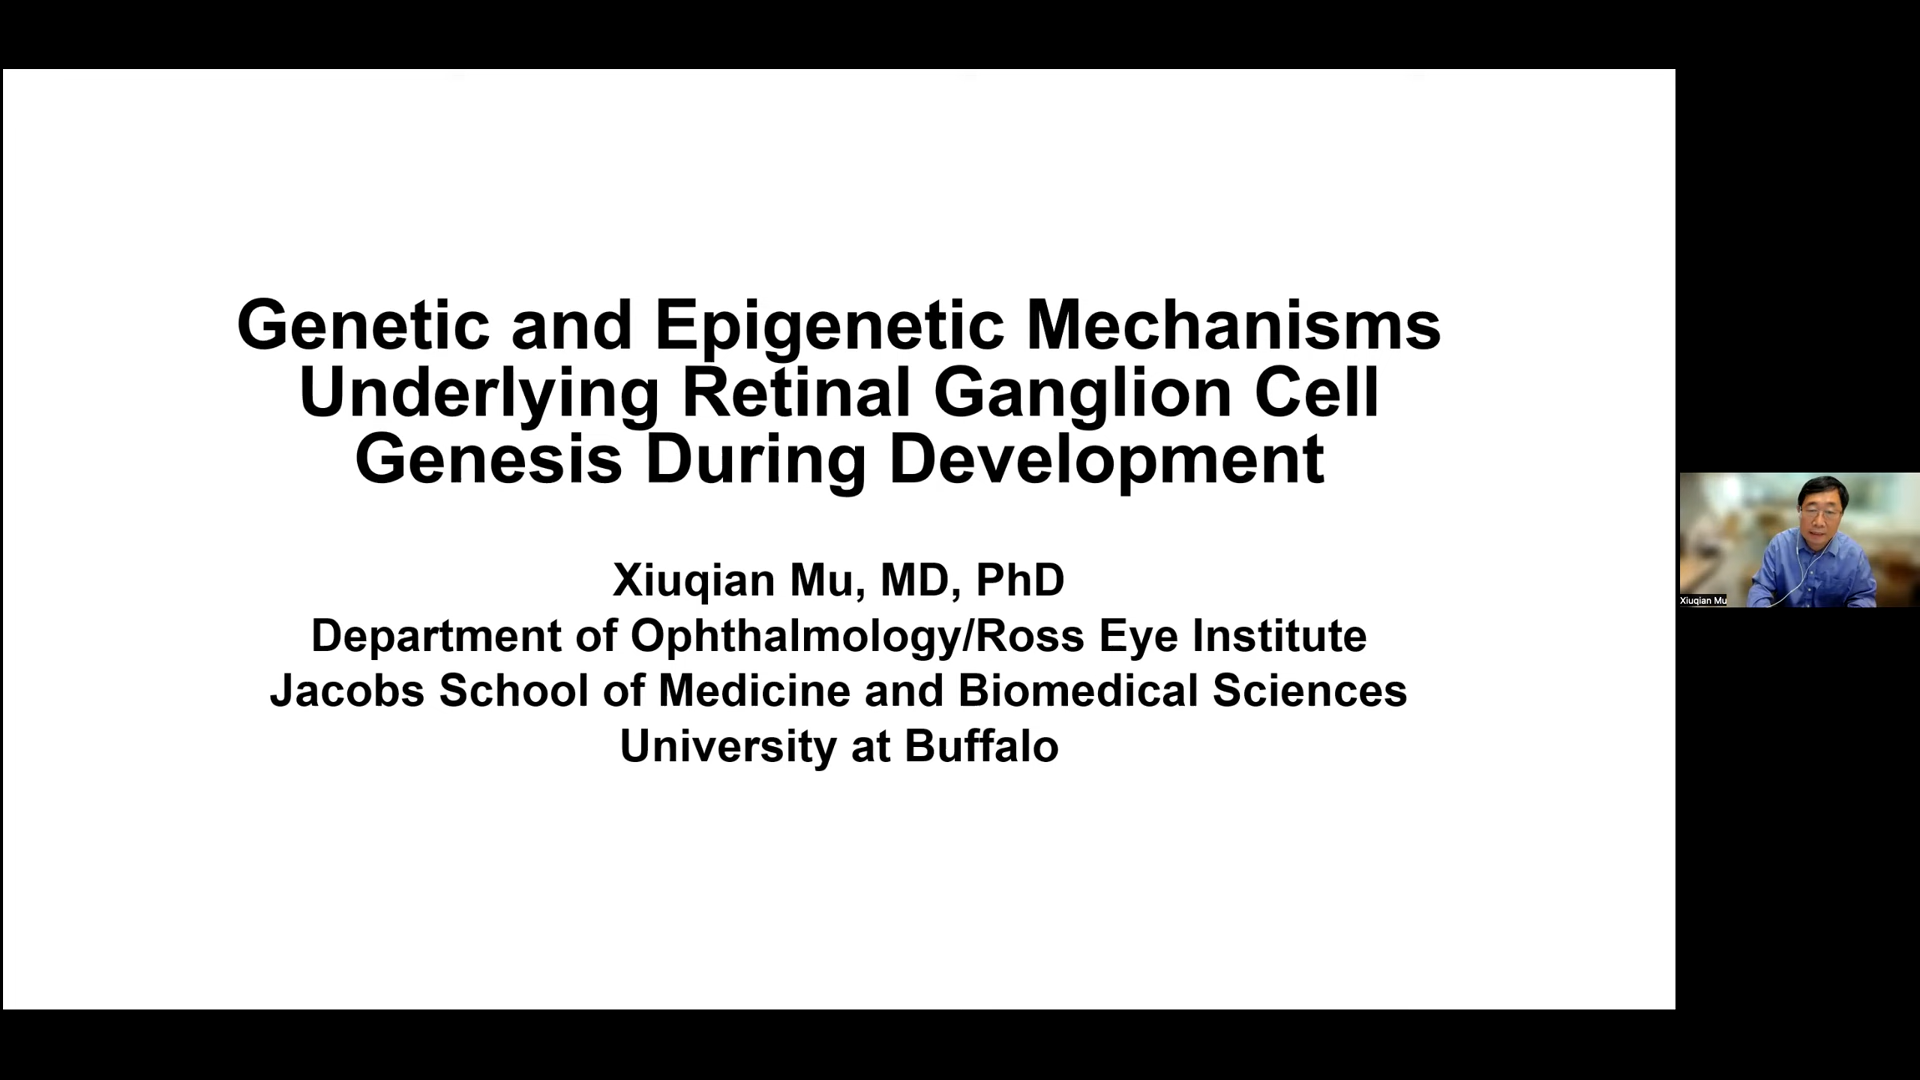 Genetic and Epigenetic Mechanisms
Underlying Retinal Ganglion Cell
Genesis During Development
Xiuqian Mu, MD, PhD
Department of Ophthalmology/Ross Eye Institute
Jacobs School of Medicine and Biomedical Sciences
University at Buffalo
Xiuqian Mu